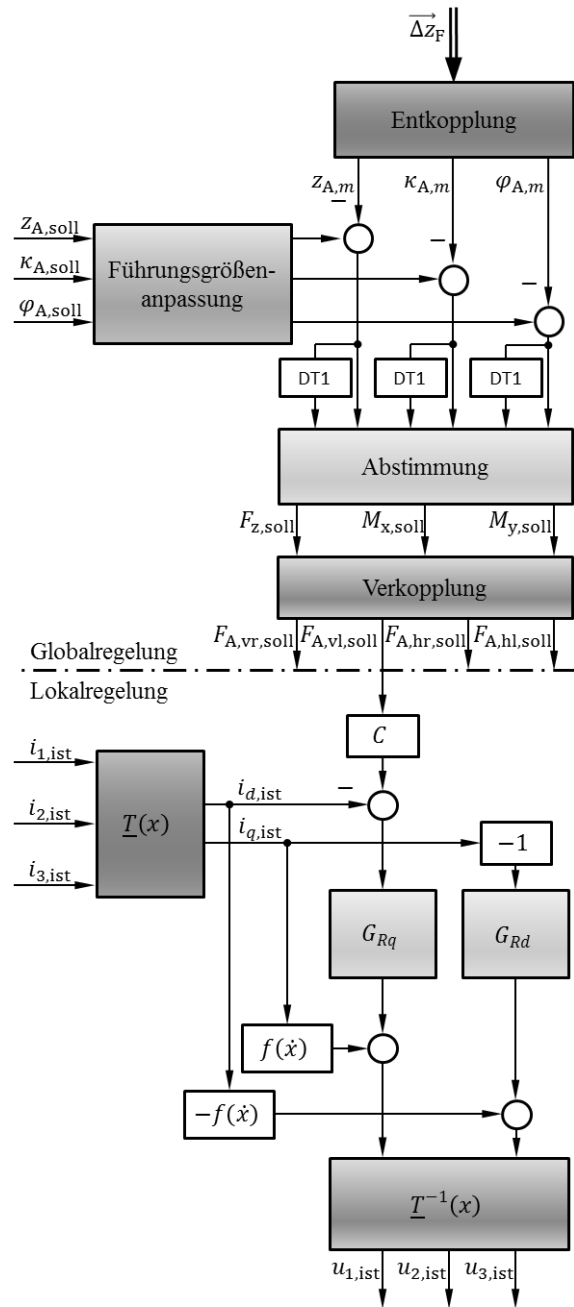 Δz⃗_F
Entkopplung
z_A,m κ_A,m φ_A,m
− − −
z_A,soll
κ_A,soll
φ_A,soll
Führungsgrößen-
anpassung
DT1 DT1 DT1
Abstimmung
F_z,soll M_x,soll M_y,soll
Verkopplung
F_A,vr,soll F_A,vl,soll F_A,hr,soll F_A,hl,soll
Globalregelung
Lokalregelung
C
i_1,ist
i_2,ist
i_3,ist
T(x)
i_d,ist −
i_q,ist
−1
G_Rq G_Rd
f(ẋ)
−f(ẋ)
T⁻¹(x)
u_1,ist u_2,ist u_3,ist